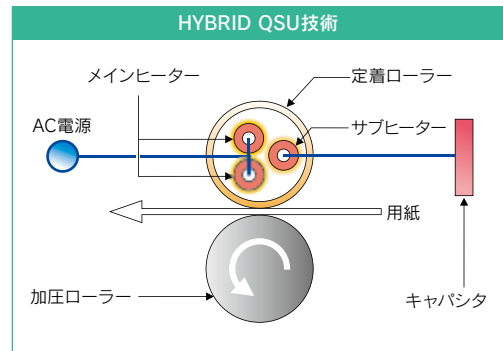 HYBRID QSU技術
メインヒーター
定着ローラー
AC電源
サブヒーター
用紙
加圧ローラー
キャパシタ